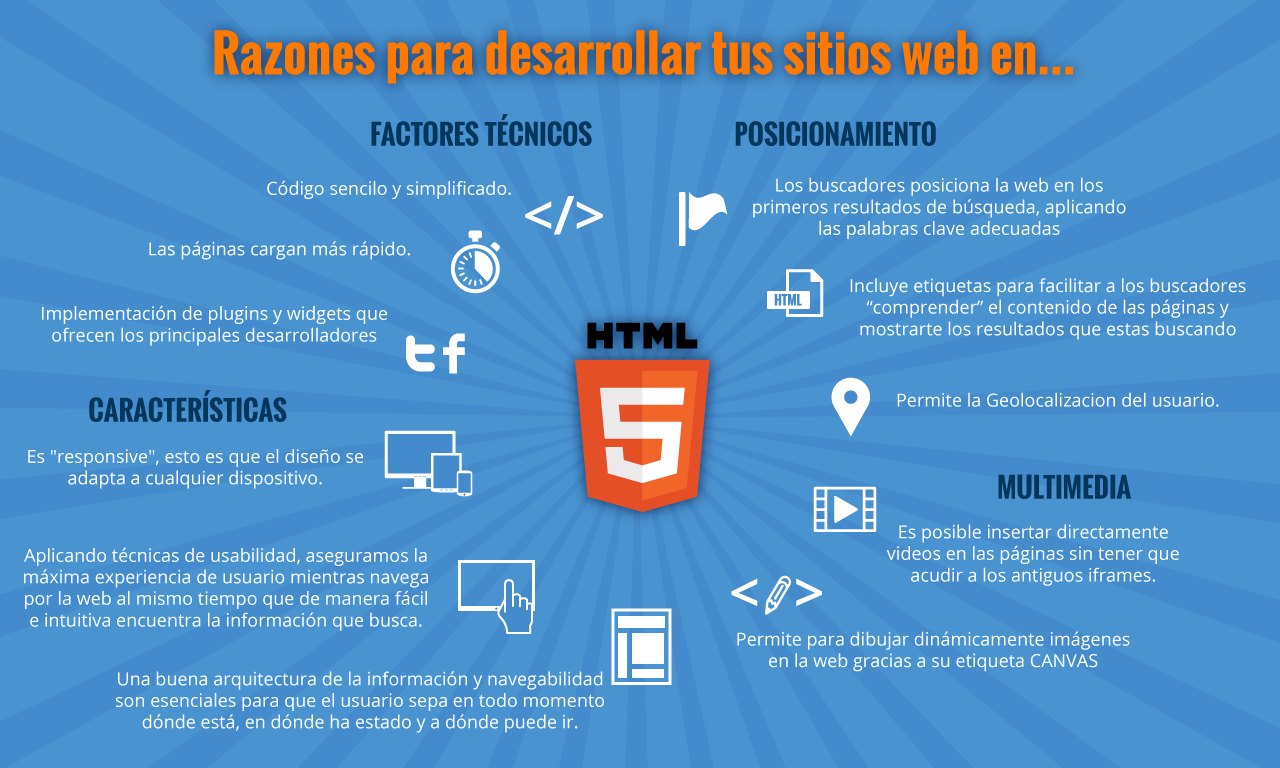 Razones para desarrollar tus sitios web en...
FACTORES TÉCNICOS
Código sencilo y simplificado.
</>
Las páginas cargan más rápido.
Implementación de plugins y widgets que
ofrecen los principales desarrolladores
t f
CARACTERÍSTICAS
Es "responsive", esto es que el diseño se
adapta a cualquier dispositivo.
Aplicando técnicas de usabilidad, aseguramos la
máxima experiencia de usuario mientras navega
por la web al mismo tiempo que de manera fácil
e intuitiva encuentra la información que busca.
Una buena arquitectura de la información y navegabilidad
son esenciales para que el usuario sepa en todo momento
dónde está, en dónde ha estado y a dónde puede ir.
HTML
5
POSICIONAMIENTO
Los buscadores posiciona la web en los
primeros resultados de búsqueda, aplicando
las palabras clave adecuadas
HTML
Incluye etiquetas para facilitar a los buscadores
“comprender” el contenido de las páginas y
mostrarte los resultados que estas buscando
Permite la Geolocalizacion del usuario.
MULTIMEDIA
Es posible insertar directamente
videos en las páginas sin tener que
acudir a los antiguos iframes.
< >
Permite para dibujar dinámicamente imágenes
en la web gracias a su etiqueta CANVAS